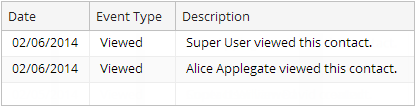 Date Event Type Description
02/06/2014 Viewed Super User viewed this contact.
02/06/2014 Viewed Alice Applegate viewed this contact.